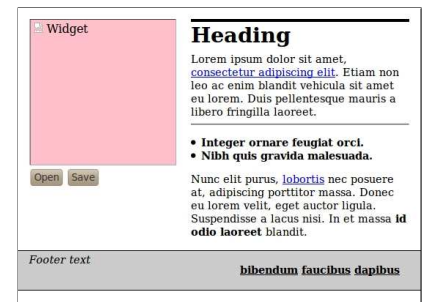 Widget
Open Save
Heading
Lorem ipsum dolor sit amet,
consectetur adipiscing elit. Etiam non
leo ac enim blandit vehicula sit amet
eu lorem. Duis pellentesque mauris a
libero fringilla laoreet.
Integer ornare feugiat orci.
Nibh quis gravida malesuada.
Nunc elit purus, lobortis nec posuere
at, adipiscing porttitor massa. Donec
eu lorem velit, eget auctor ligula.
Suspendisse a lacus nisi. In et massa id
odio laoreet blandit.
Footer text
bibendum faucibus dapibus